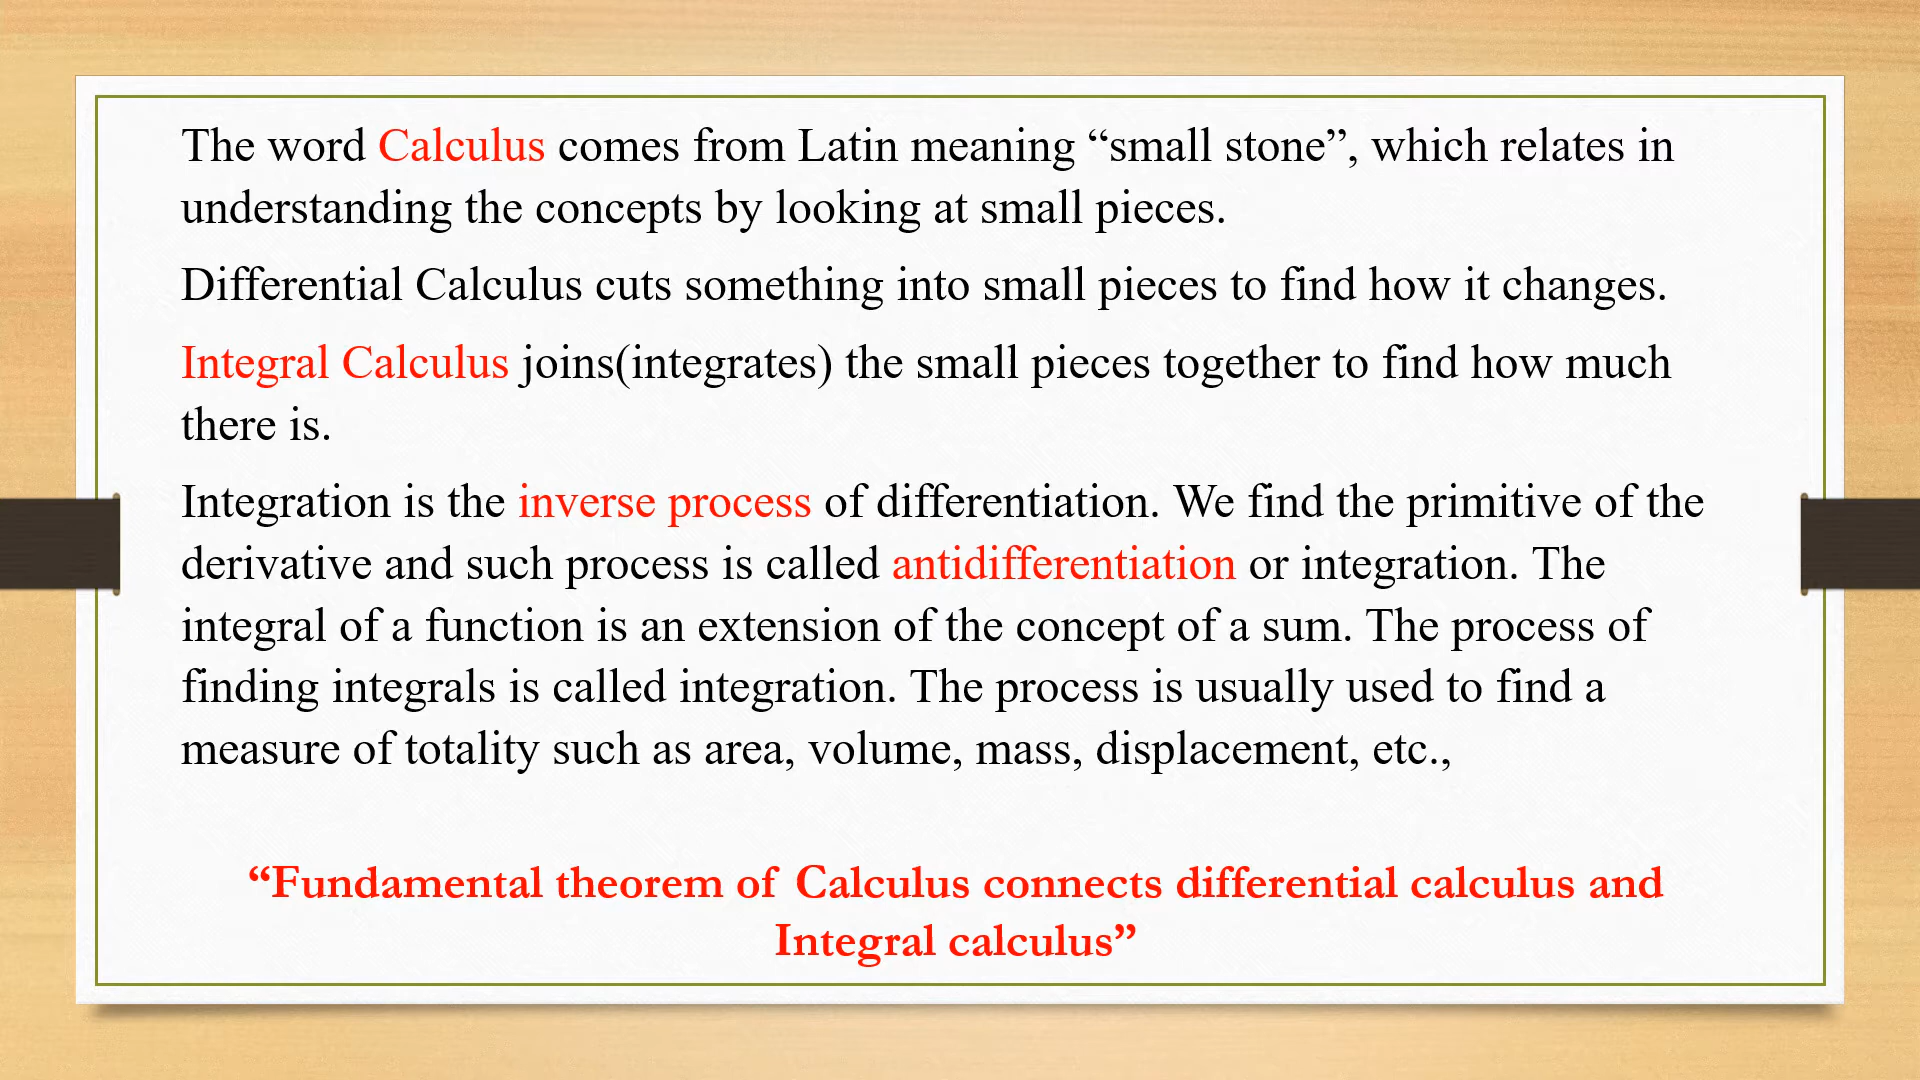 The word Calculus comes from Latin meaning “small stone”, which relates in
understanding the concepts by looking at small pieces.
Differential Calculus cuts something into small pieces to find how it changes.
Integral Calculus joins(integrates) the small pieces together to find how much
there is.
Integration is the inverse process of differentiation. We find the primitive of the
derivative and such process is called antidifferentiation or integration. The
integral of a function is an extension of the concept of a sum. The process of
finding integrals is called integration. The process is usually used to find a
measure of totality such as area, volume, mass, displacement, etc.,
“Fundamental theorem of Calculus connects differential calculus and
Integral calculus”